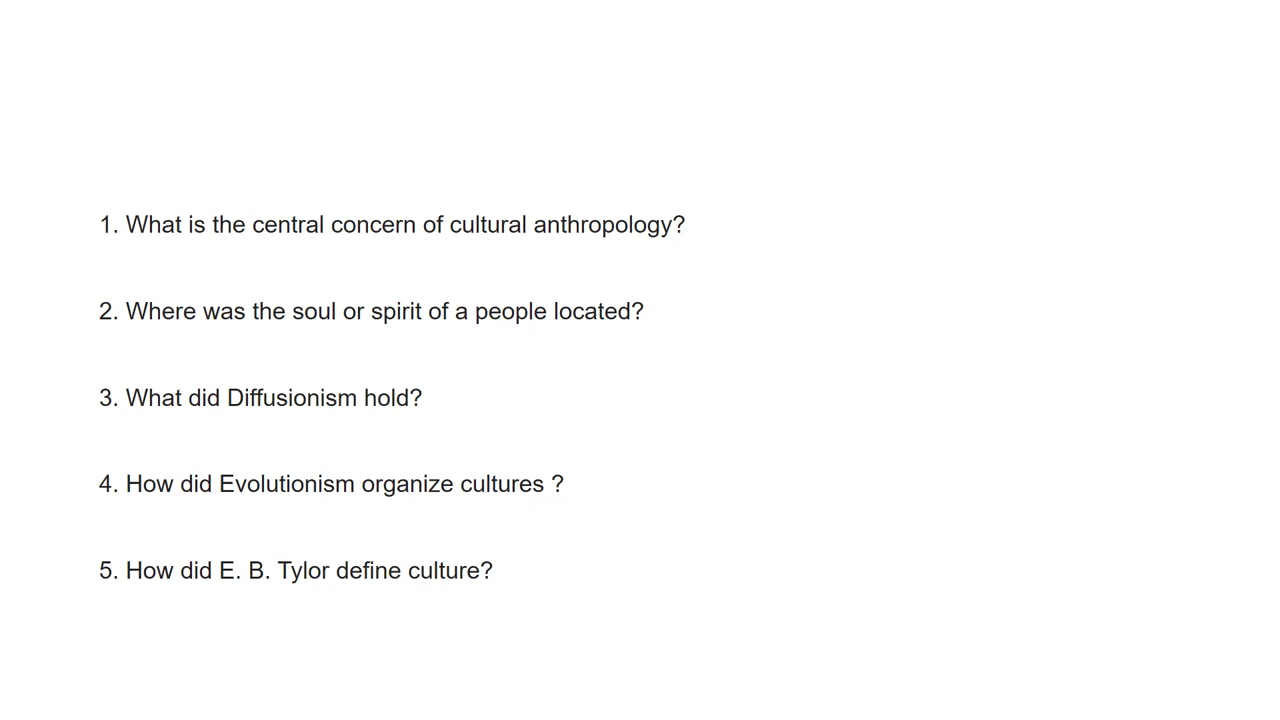 1. What is the central concern of cultural anthropology?
2. Where was the soul or spirit of a people located?
3. What did Diffusionism hold?
4. How did Evolutionism organize cultures ?
5. How did E. B. Tylor define culture?